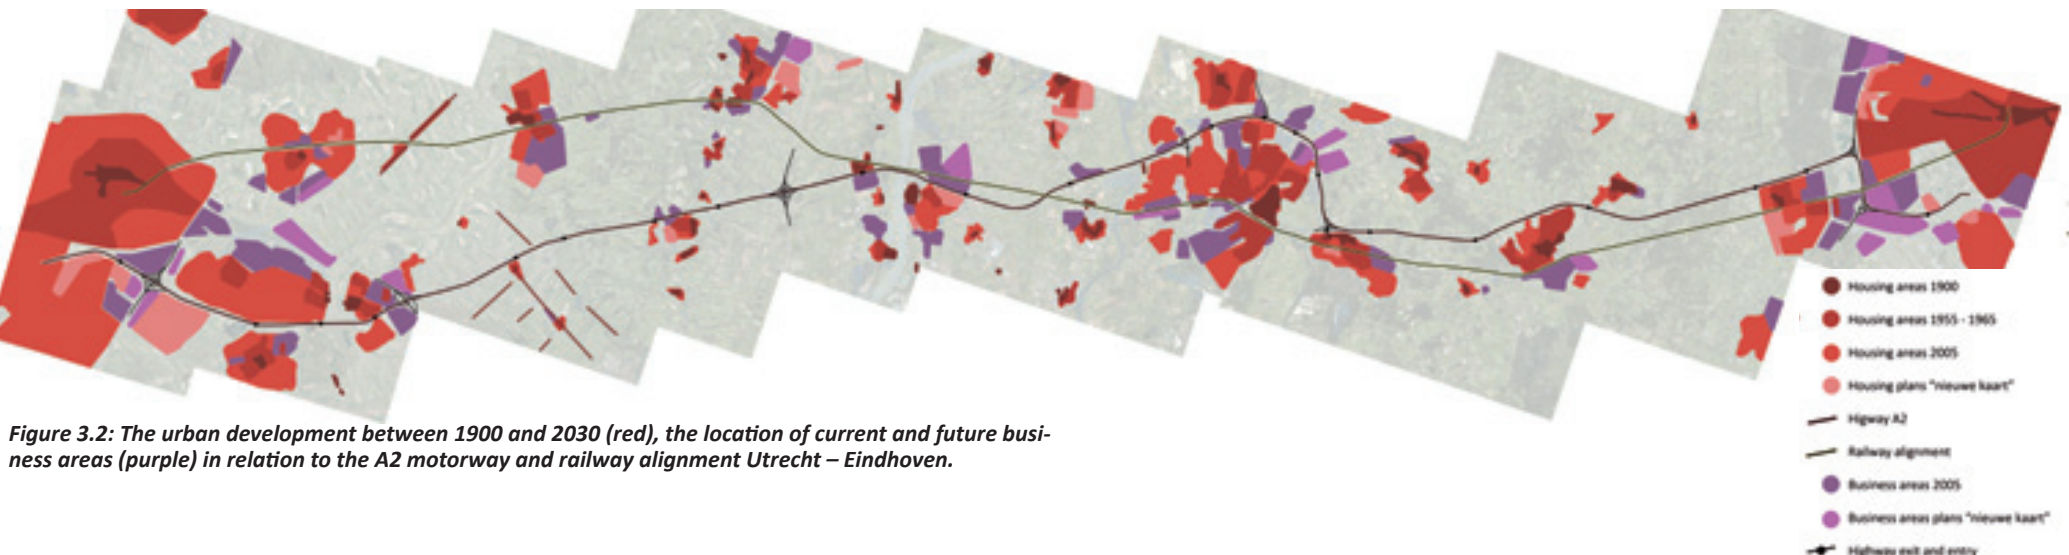 Housing areas 1900
Housing areas 1955 - 1965
Housing areas 2005
Housing plans "nieuwe kaart"
Higway A2
Railway alignment
Business areas 2005
Business areas plans "nieuwe kaart"
Highway exit and entry
Figure 3.2: The urban development between 1900 and 2030 (red), the location of current and future busi-
ness areas (purple) in relation to the A2 motorway and railway alignment Utrecht – Eindhoven.